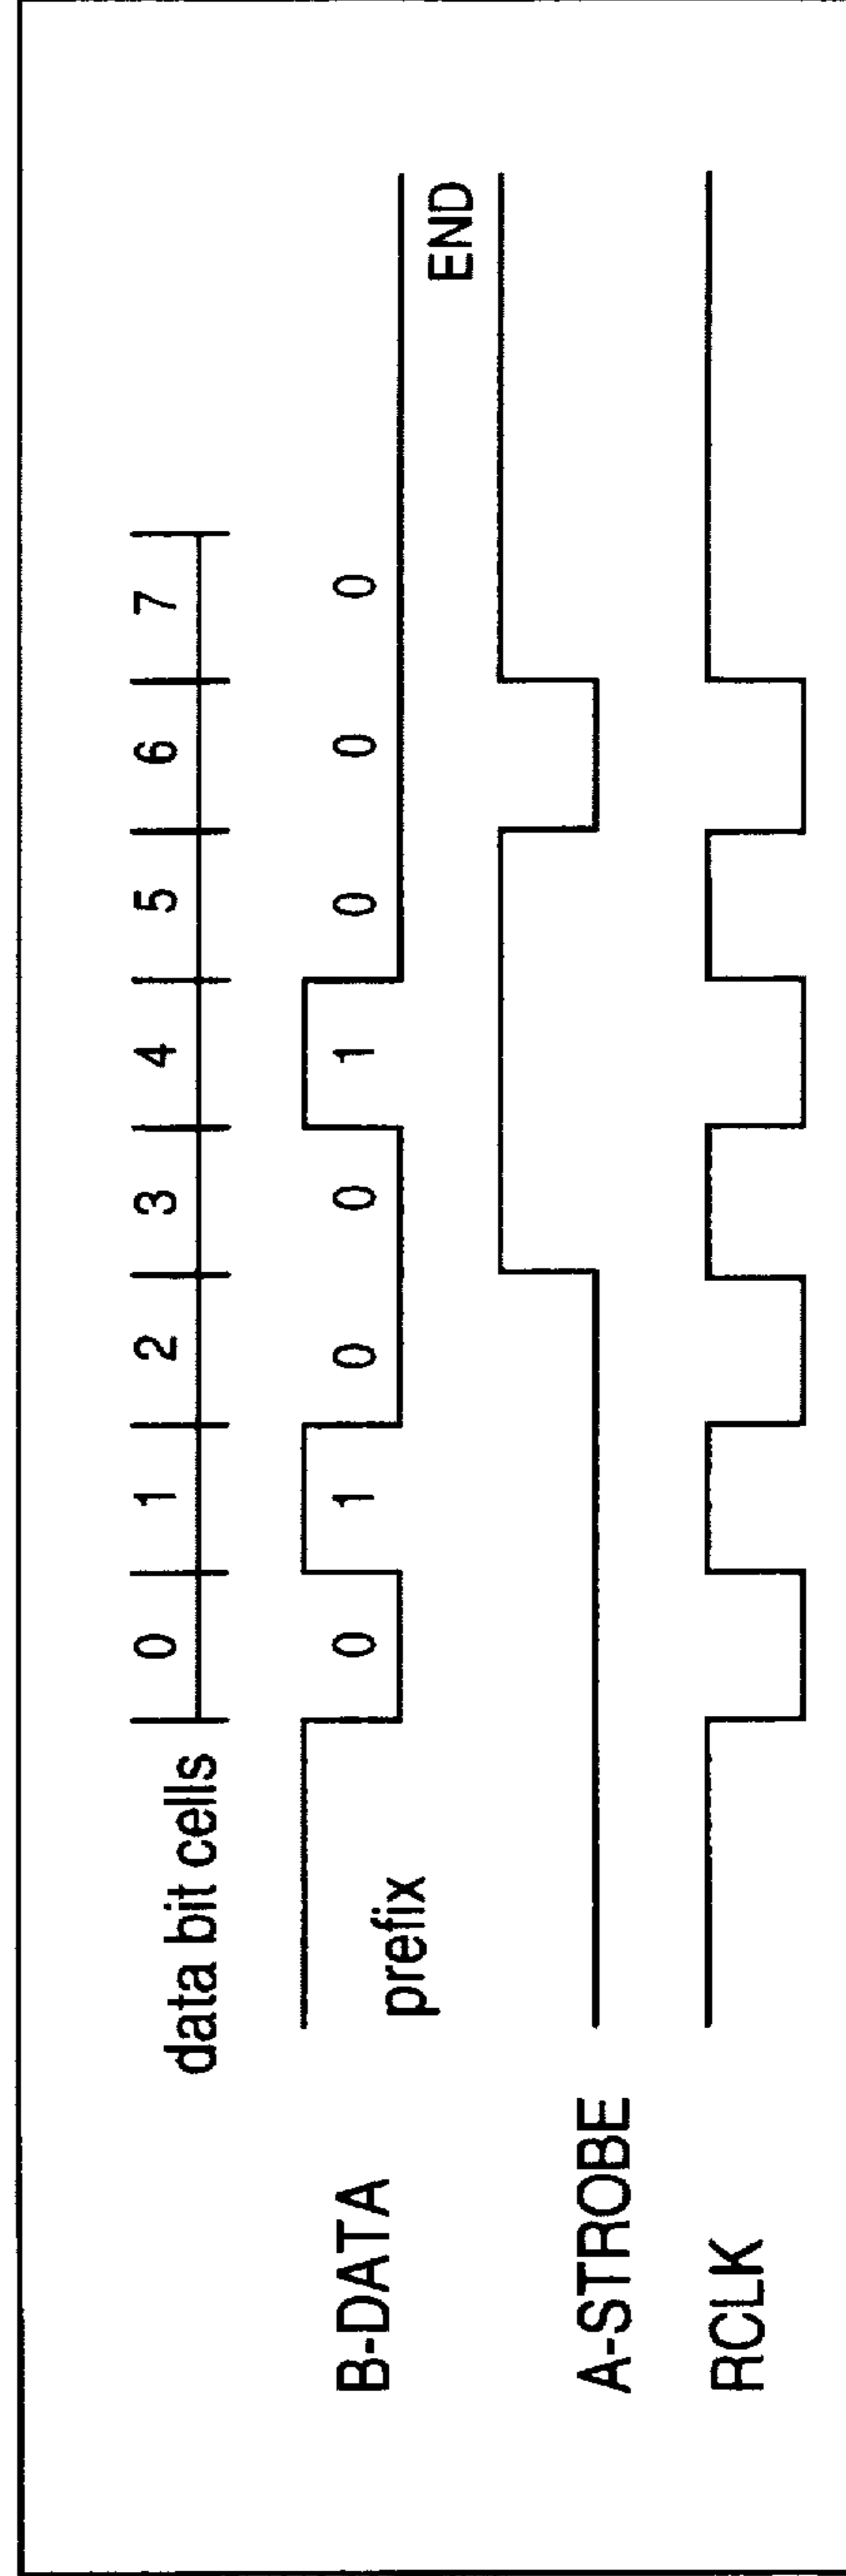 data bit cells 0 1 2 3 4 5 6 7
B-DATA 0 1 0 0 1 0 0 0
prefix END
A-STROBE
RCLK